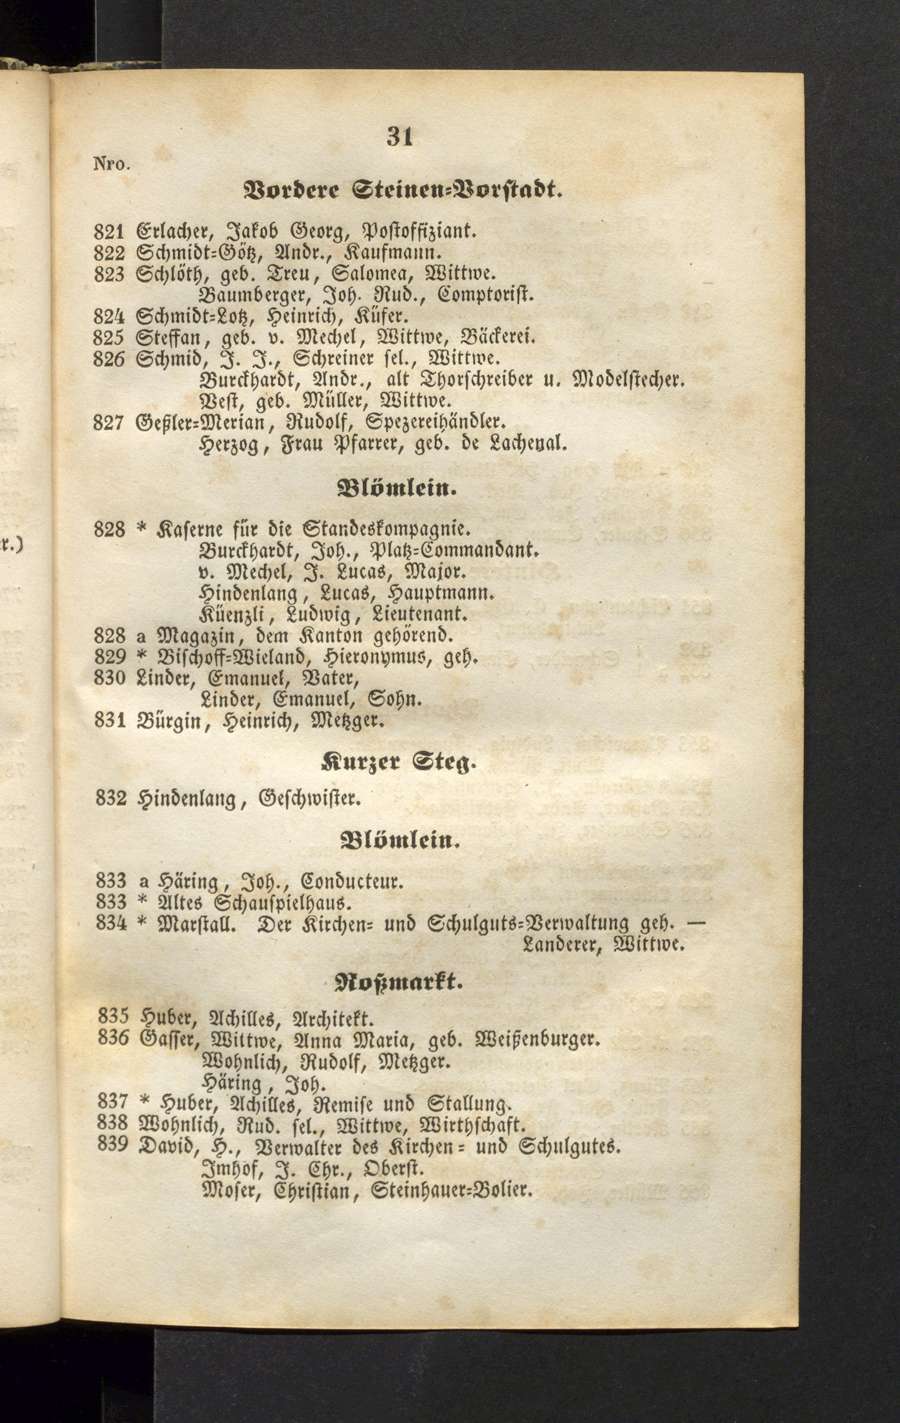 31
Nro.
Vordere Steinen=Vorstadt.
821 Erlacher, Jakob Georg, Postoffiziant.
822 Schmidt=Götz, Andr., Kaufmann.
823 Schlöth, geb. Treu, Salomea, Wittwe.
Baumberger, Joh. Rud., Comptorist.
824 Schmidt=Lotz, Heinrich, Küfer.
825 Steffan, geb. v. Mechel, Wittwe, Bäckerei.
826 Schmid, J. J., Schreiner sel., Wittwe.
Burckhardt, Andr., alt Thorschreiber u. Modelstecher.
Vest, geb. Müller, Wittwe.
827 Geßler=Merian, Rudolf, Spezereihändler.
Herzog, Frau Pfarrer, geb. de Lachenal.
Blömlein.
828 * Kaserne für die Standeskompagnie.
r.)
Burckhardt, Joh., Platz=Commandant.
v. Mechel, J. Lucas, Major.
Hindenlang, Lucas, Hauptmann.
Küenzli, Ludwig, Lieutenant.
828 a Magazin, dem Kanton gehörend.
829 * Bischoff=Wieland, Hieronymus, geh.
830 Linder, Emanuel, Vater,
Linder, Emanuel, Sohn.
831 Bürgin, Heinrich, Metzger.
Kurzer Steg.
832 Hindenlang, Geschwister.
Blömlein.
833 a Häring, Joh., Conducteur.
833 * Altes Schauspielhaus.
834 * Marstall. Der Kirchen= und Schulguts=Verwaltung geh. —
Landerer, Wittwe.
Roßmarkt.
835 Huber, Achilles, Architekt.
836 Gasser, Wittwe, Anna Maria, geb. Weißenburger.
Wohnlich, Rudolf, Metzger.
Häring, Joh.
837 * Huber, Achilles, Remise und Stallung.
838 Wohnlich, Rud. sel., Wittwe, Wirthschaft.
839 David, H., Verwalter des Kirchen= und Schulgutes.
Imhof, J. Chr., Oberst.
Moser, Christian, Steinhauer=Bolier.